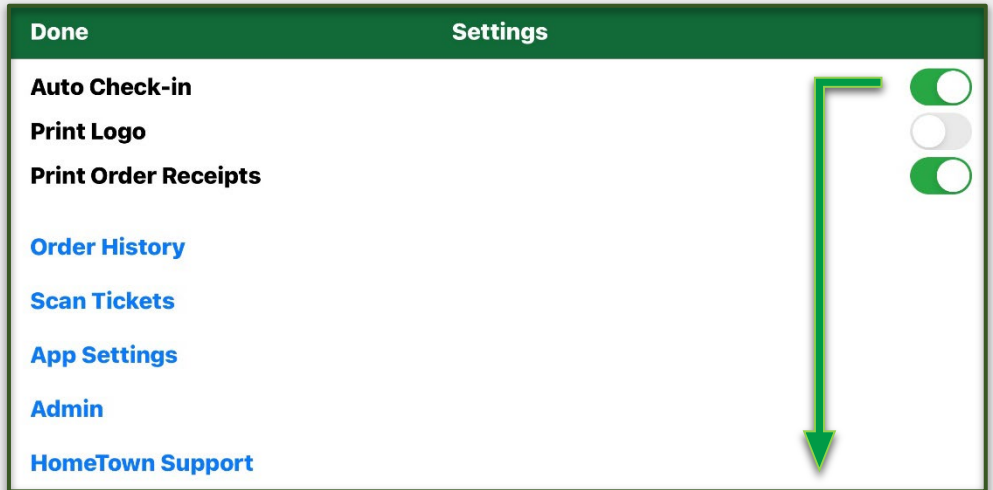 Done Settings
Auto Check-in
Print Logo
Print Order Receipts
Order History
Scan Tickets
App Settings
Admin
HomeTown Support